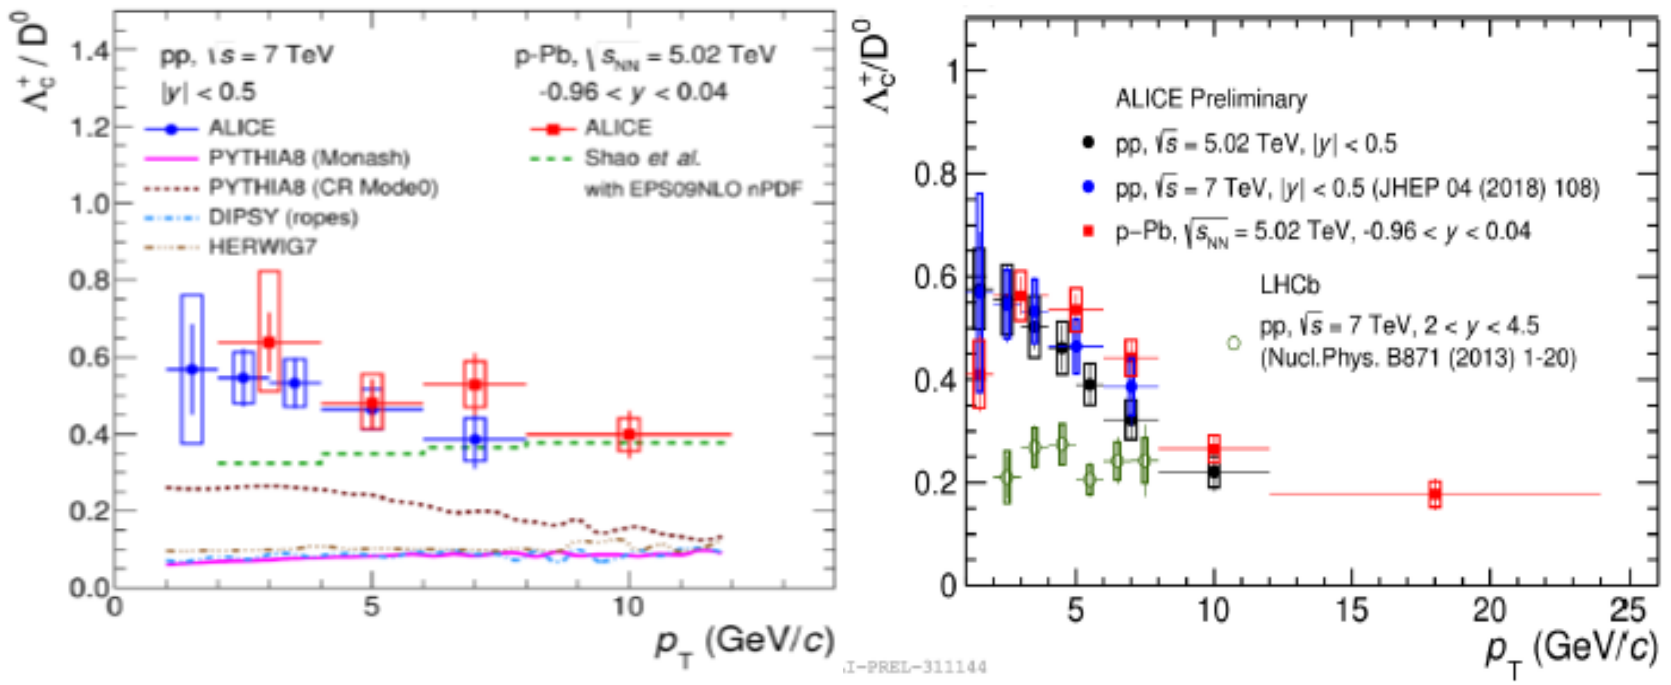 Λc+ / D0
1.4
1.2
1.0
0.8
0.6
0.4
0.2
0.0
pp, √s = 7 TeV
|y| < 0.5
ALICE
PYTHIA8 (Monash)
PYTHIA8 (CR Mode0)
DIPSY (ropes)
HERWIG7
p-Pb, √sNN = 5.02 TeV
-0.96 < y < 0.04
ALICE
Shao et al.
with EPS09NLO nPDF
0 5 10
pT (GeV/c)
Λc+/D0
1
0.8
0.6
0.4
0.2
0
ALICE Preliminary
pp, √s = 5.02 TeV, |y| < 0.5
pp, √s = 7 TeV, |y| < 0.5 (JHEP 04 (2018) 108)
p−Pb, √sNN = 5.02 TeV, -0.96 < y < 0.04
LHCb
pp, √s = 7 TeV, 2 < y < 4.5
(Nucl.Phys. B871 (2013) 1-20)
5 10 15 20 25
pT (GeV/c)
I-PREL-311144